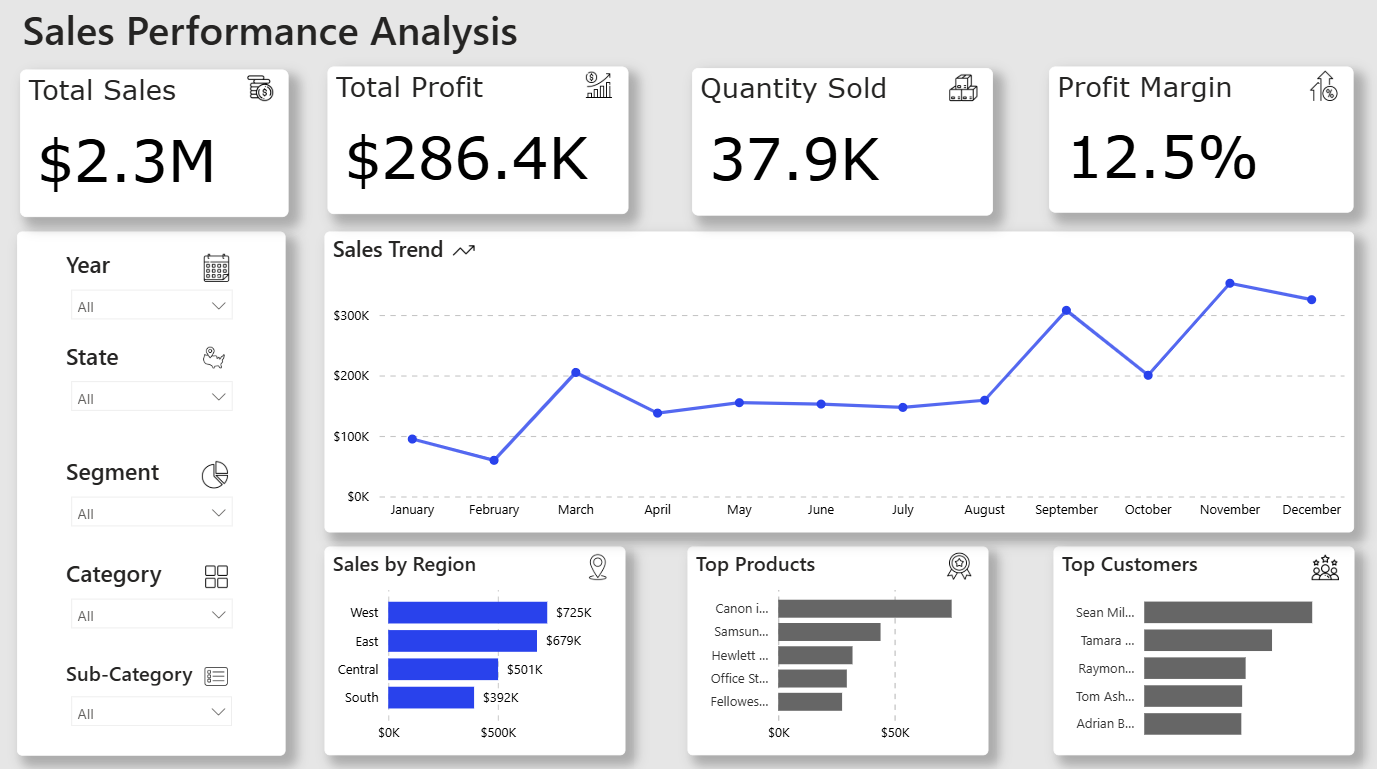 Sales Performance Analysis
Total Sales
$2.3M
Total Profit
$286.4K
Quantity Sold
37.9K
Profit Margin
12.5%
Year
All
State
All
Segment
All
Category
All
Sub-Category
All
Sales Trend
$300K
$200K
$100K
$0K
January February March April May June July August September October November December
Sales by Region
West $725K
East $679K
Central $501K
South $392K
$0K $500K
Top Products
Canon i...
Samsun...
Hewlett ...
Office St...
Fellowes...
$0K $50K
Top Customers
Sean Mil...
Tamara ...
Raymon...
Tom Ash...
Adrian B...